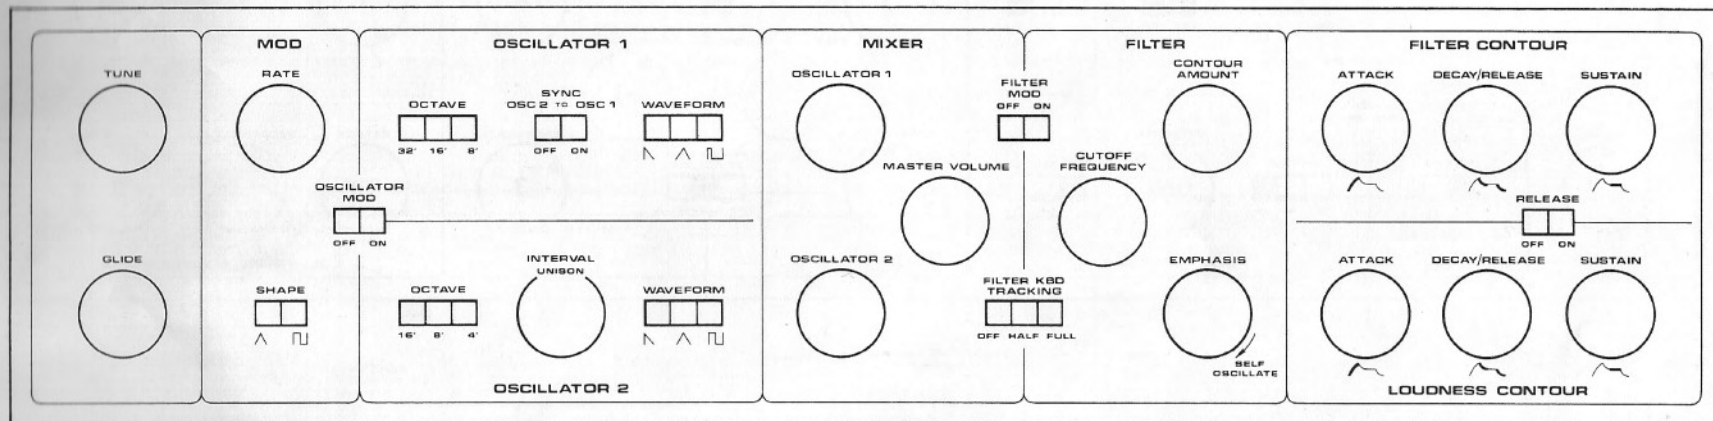 TUNE
GLIDE
MOD
RATE
OSCILLATOR
MOD
OFF ON
SHAPE
OSCILLATOR 1
OCTAVE
32' 16' 8'
SYNC
OSC 2 TO OSC 1
OFF ON
WAVEFORM
OCTAVE
16' 8' 4'
INTERVAL
UNISON
WAVEFORM
OSCILLATOR 2
MIXER
OSCILLATOR 1
MASTER VOLUME
OSCILLATOR 2
FILTER
MOD
OFF ON
FILTER KBD
TRACKING
OFF HALF FULL
FILTER
CONTOUR
AMOUNT
CUTOFF
FREQUENCY
EMPHASIS
SELF
OSCILLATE
FILTER CONTOUR
ATTACK DECAY/RELEASE SUSTAIN
RELEASE
OFF ON
ATTACK DECAY/RELEASE SUSTAIN
LOUDNESS CONTOUR